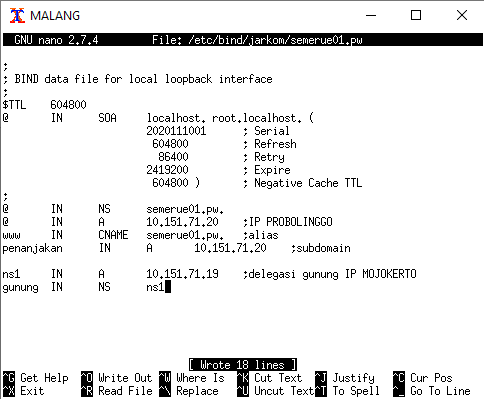 MALANG
GNU nano 2.7.4 File: /etc/bind/jarkom/semerue01.pw
;
; BIND data file for local loopback interface
;
$TTL 604800
@ IN SOA localhost. root.localhost. (
2020111001 ; Serial
604800 ; Refresh
86400 ; Retry
2419200 ; Expire
604800 ) ; Negative Cache TTL
;
@ IN NS semerue01.pw.
@ IN A 10.151.71.20 ;IP PROBOLINGGO
www IN CNAME semerue01.pw. ;alias
penanjakan IN A 10.151.71.20 ;subdomain
ns1 IN A 10.151.71.19 ;delegasi gunung IP MOJOKERTO
gunung IN NS ns1
[ Wrote 18 lines ]
^G Get Help ^O Write Out ^W Where Is ^K Cut Text ^J Justify ^C Cur Pos
^X Exit ^R Read File ^\ Replace ^U Uncut Text ^T To Spell ^_ Go To Line